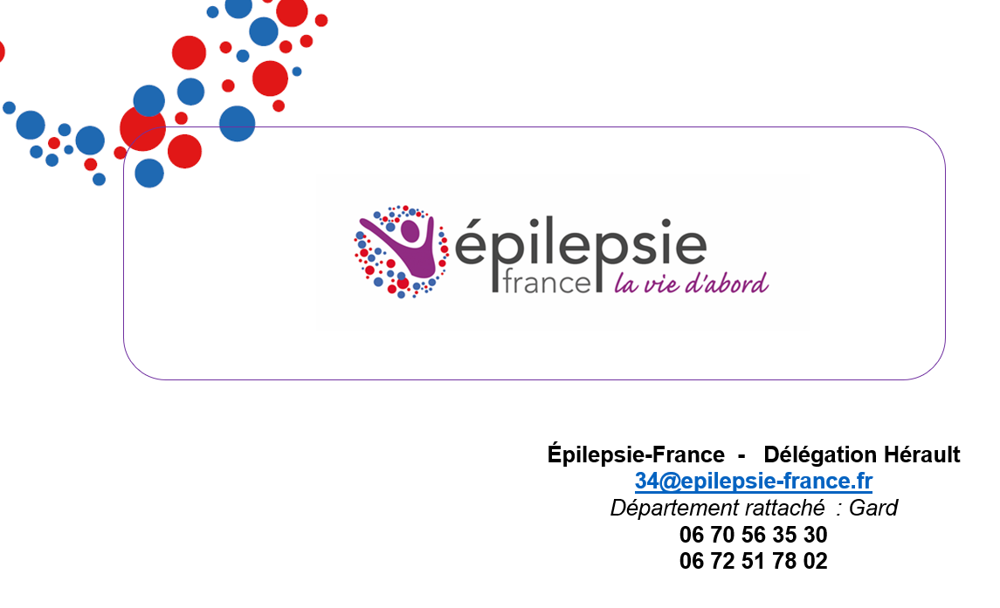 épilepsie
france la vie d'abord
Épilepsie-France - Délégation Hérault
34@epilepsie-france.fr
Département rattaché : Gard
06 70 56 35 30
06 72 51 78 02